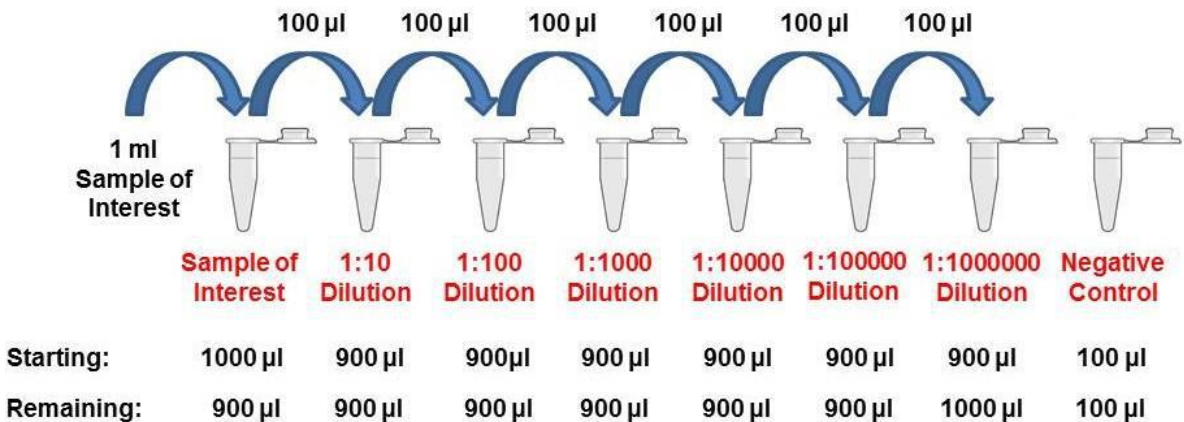 100 µl 100 µl 100 µl 100 µl 100 µl 100 µl
1 ml
Sample of
Interest
Sample of Interest
1:10 Dilution
1:100 Dilution
1:1000 Dilution
1:10000 Dilution
1:100000 Dilution
1:1000000 Dilution
Negative Control
Starting: 1000 µl 900 µl 900µl 900 µl 900 µl 900 µl 900 µl 100 µl
Remaining: 900 µl 900 µl 900 µl 900 µl 900 µl 900 µl 1000 µl 100 µl